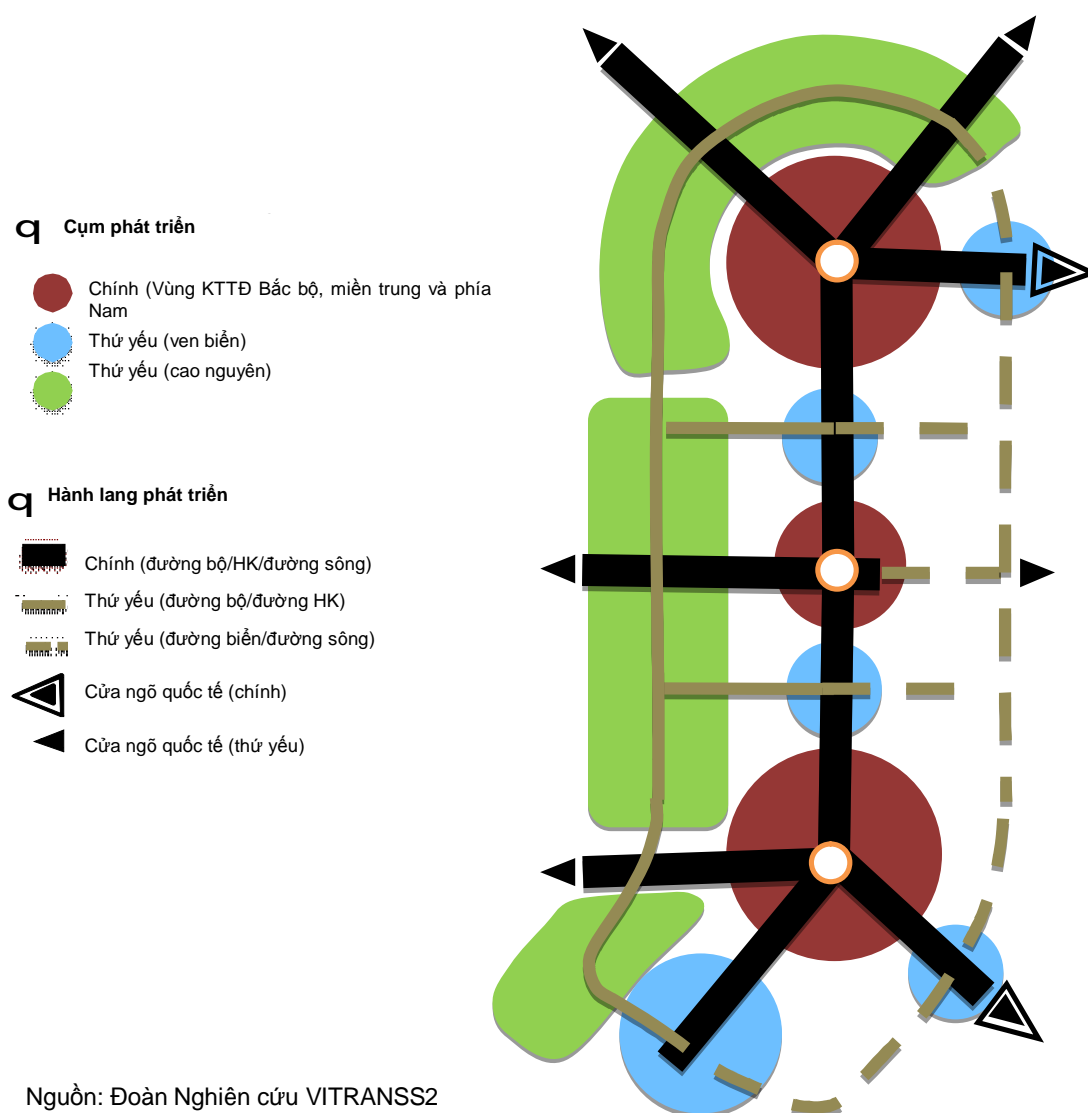 q Cụm phát triển
Chính (Vùng KTTĐ Bắc bộ, miền trung và phía
Nam
Thứ yếu (ven biển)
Thứ yếu (cao nguyên)
q Hành lang phát triển
Chính (đường bộ/HK/đường sông)
Thứ yếu (đường bộ/đường HK)
Thứ yếu (đường biển/đường sông)
Cửa ngõ quốc tế (chính)
Cửa ngõ quốc tế (thứ yếu)
Nguồn: Đoàn Nghiên cứu VITRANSS2